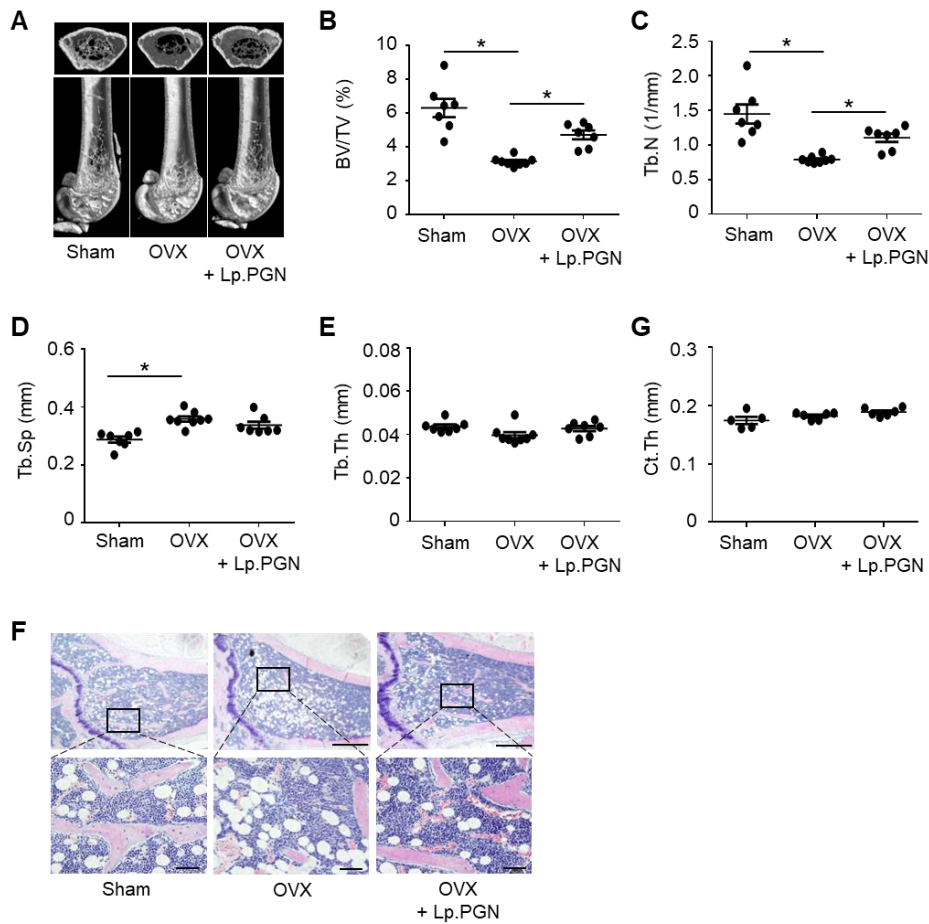 A
Sham
OVX
OVX
+ Lp.PGN
B
BV/TV (%)
10
8
6
4
2
0
*
*
Sham
OVX
OVX
+ Lp.PGN
C
Tb.N (1/mm)
2.5
2.0
1.5
1.0
0.5
0.0
*
*
Sham
OVX
OVX
+ Lp.PGN
D
Tb.Sp (mm)
0.6
0.4
0.2
0
*
Sham
OVX
OVX
+ Lp.PGN
E
Tb.Th (mm)
0.08
0.06
0.04
0.02
0
Sham
OVX
OVX
+ Lp.PGN
G
Ct.Th (mm)
0.3
0.2
0.1
0
Sham
OVX
OVX
+ Lp.PGN
F
Sham
OVX
OVX
+ Lp.PGN